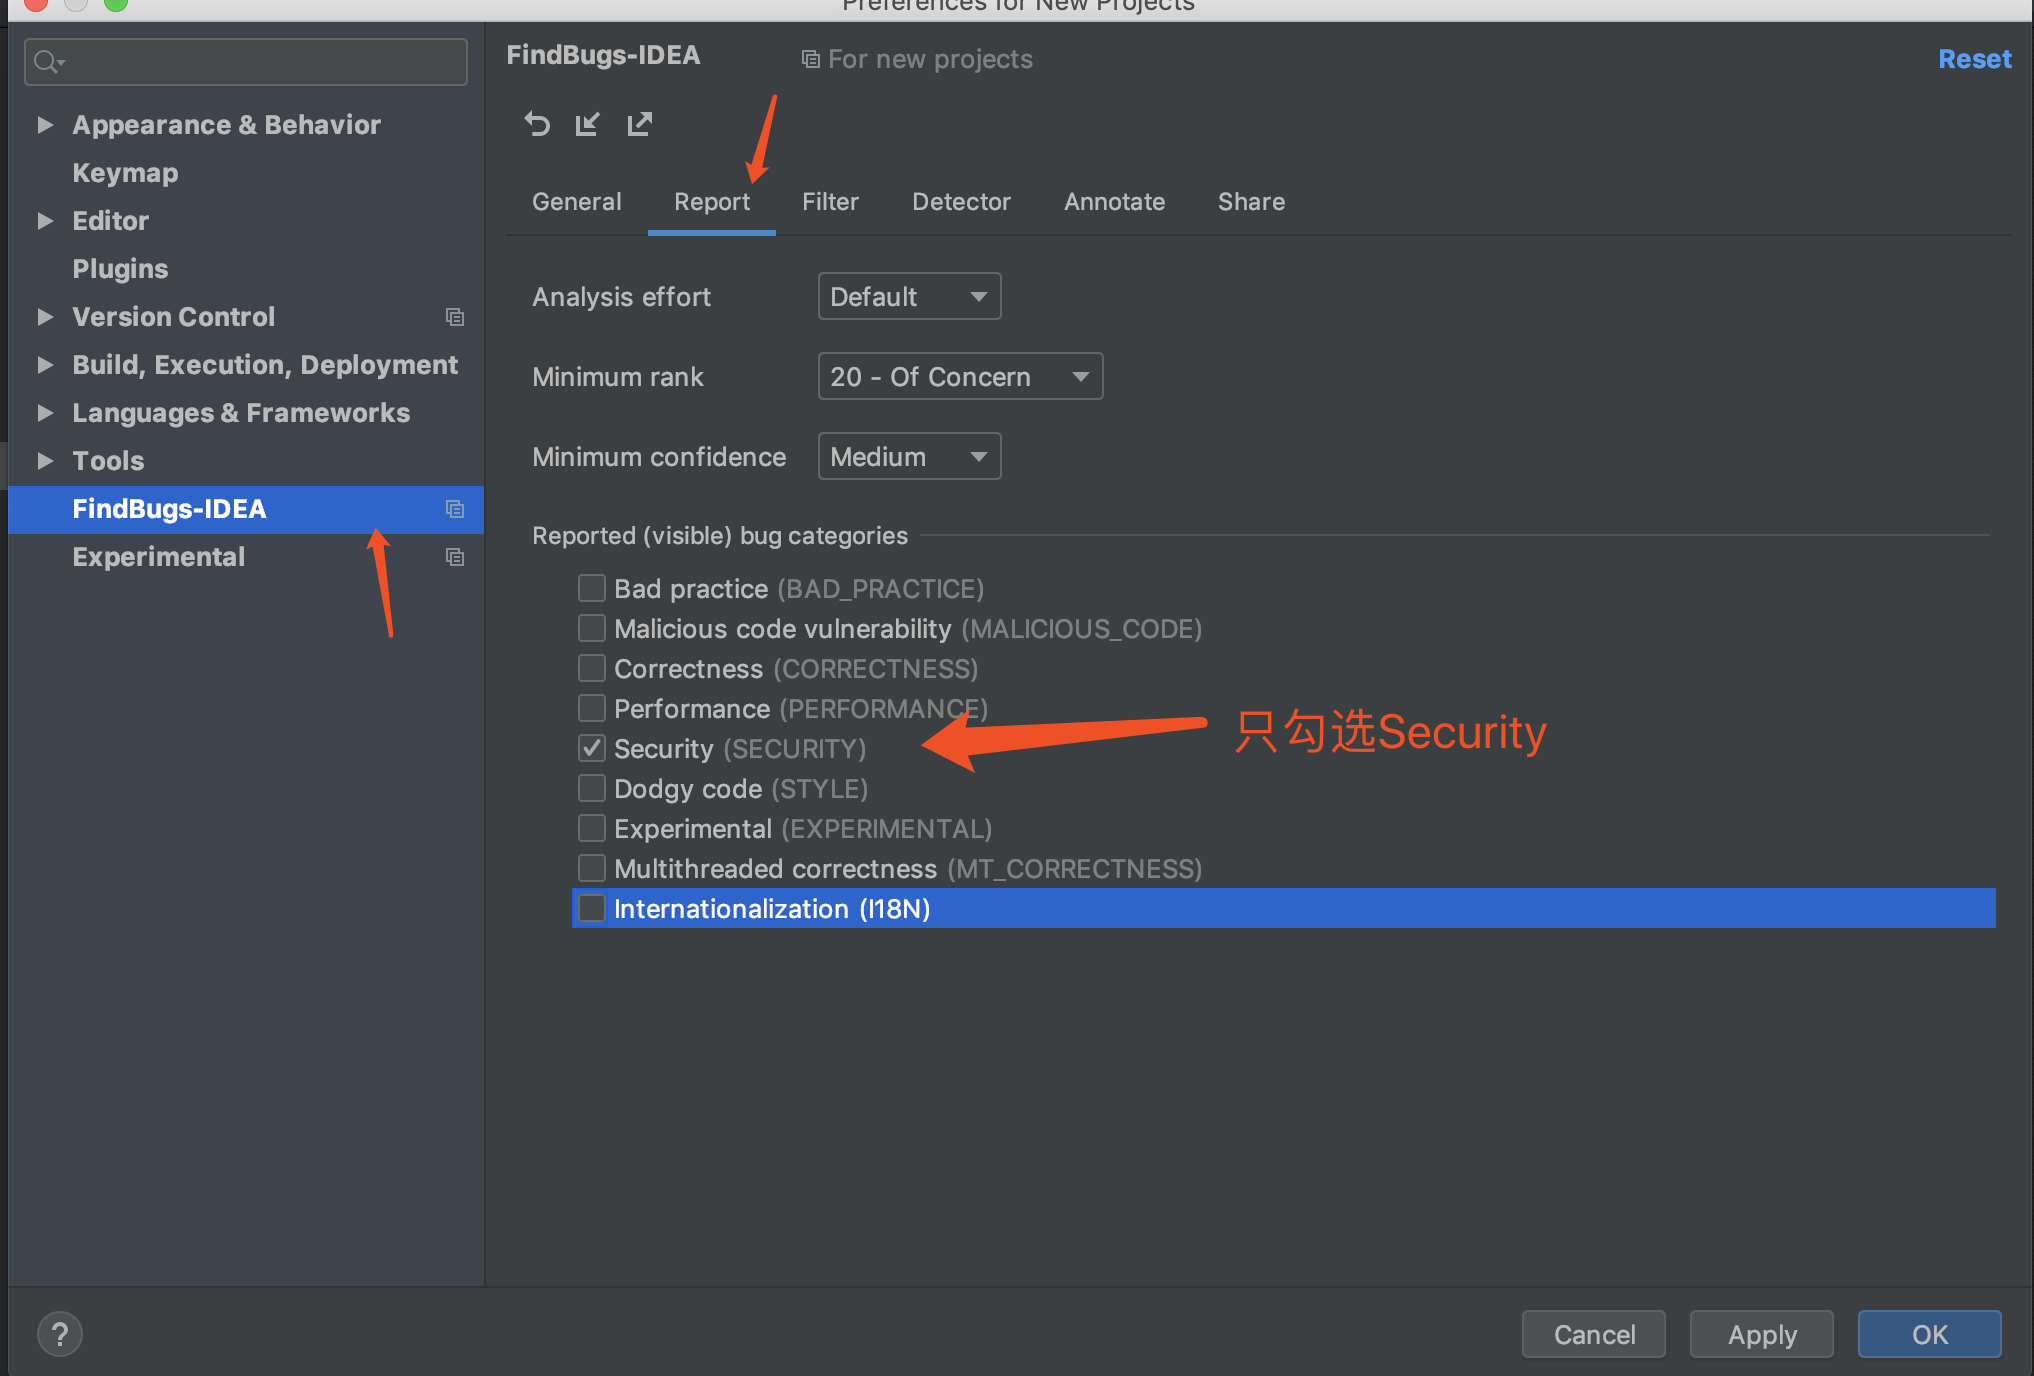 Preferences for New Projects
FindBugs-IDEA
For new projects
Reset
Appearance & Behavior
Keymap
Editor
Plugins
Version Control
Build, Execution, Deployment
Languages & Frameworks
Tools
FindBugs-IDEA
Experimental
General Report Filter Detector Annotate Share
Analysis effort Default
Minimum rank 20 - Of Concern
Minimum confidence Medium
Reported (visible) bug categories
Bad practice (BAD_PRACTICE)
Malicious code vulnerability (MALICIOUS_CODE)
Correctness (CORRECTNESS)
Performance (PERFORMANCE)
Security (SECURITY)
只勾选Security
Dodgy code (STYLE)
Experimental (EXPERIMENTAL)
Multithreaded correctness (MT_CORRECTNESS)
Internationalization (I18N)
?
Cancel Apply OK